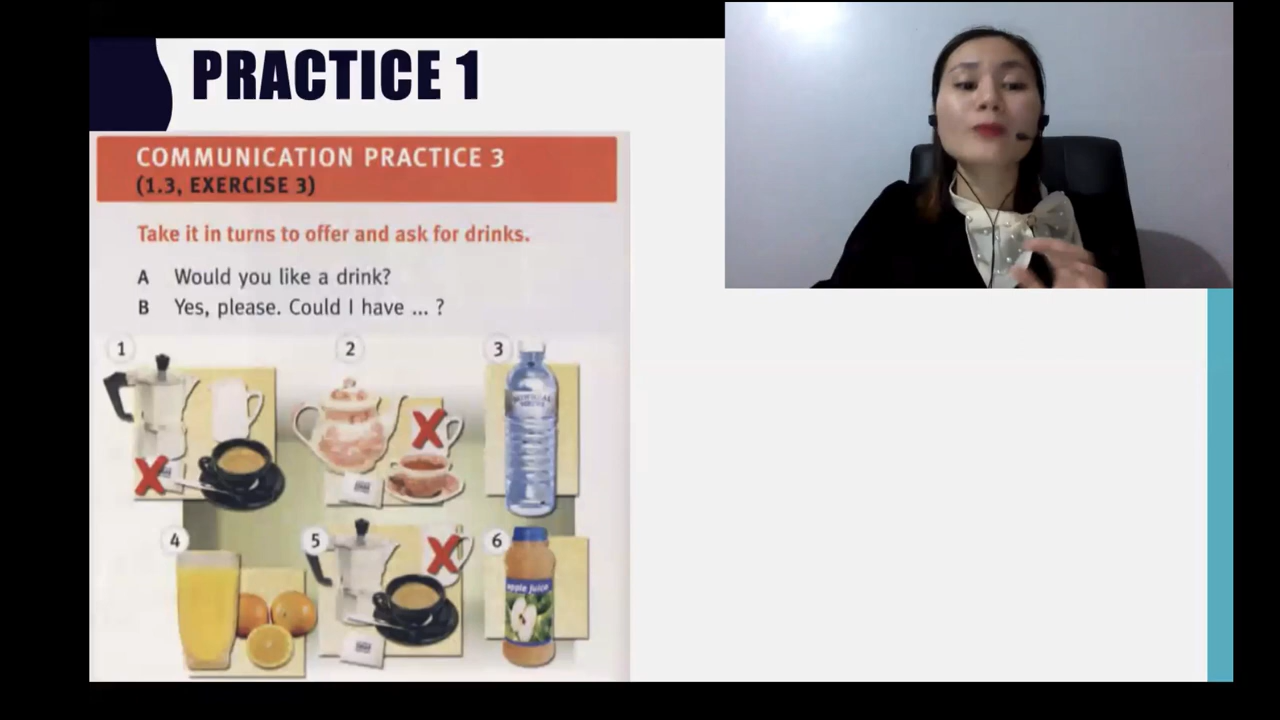 PRACTICE 1
COMMUNICATION PRACTICE 3
(1.3, EXERCISE 3)
Take it in turns to offer and ask for drinks.
A Would you like a drink?
B Yes, please. Could I have ... ?
1
2
3
4
5
6
apple juice